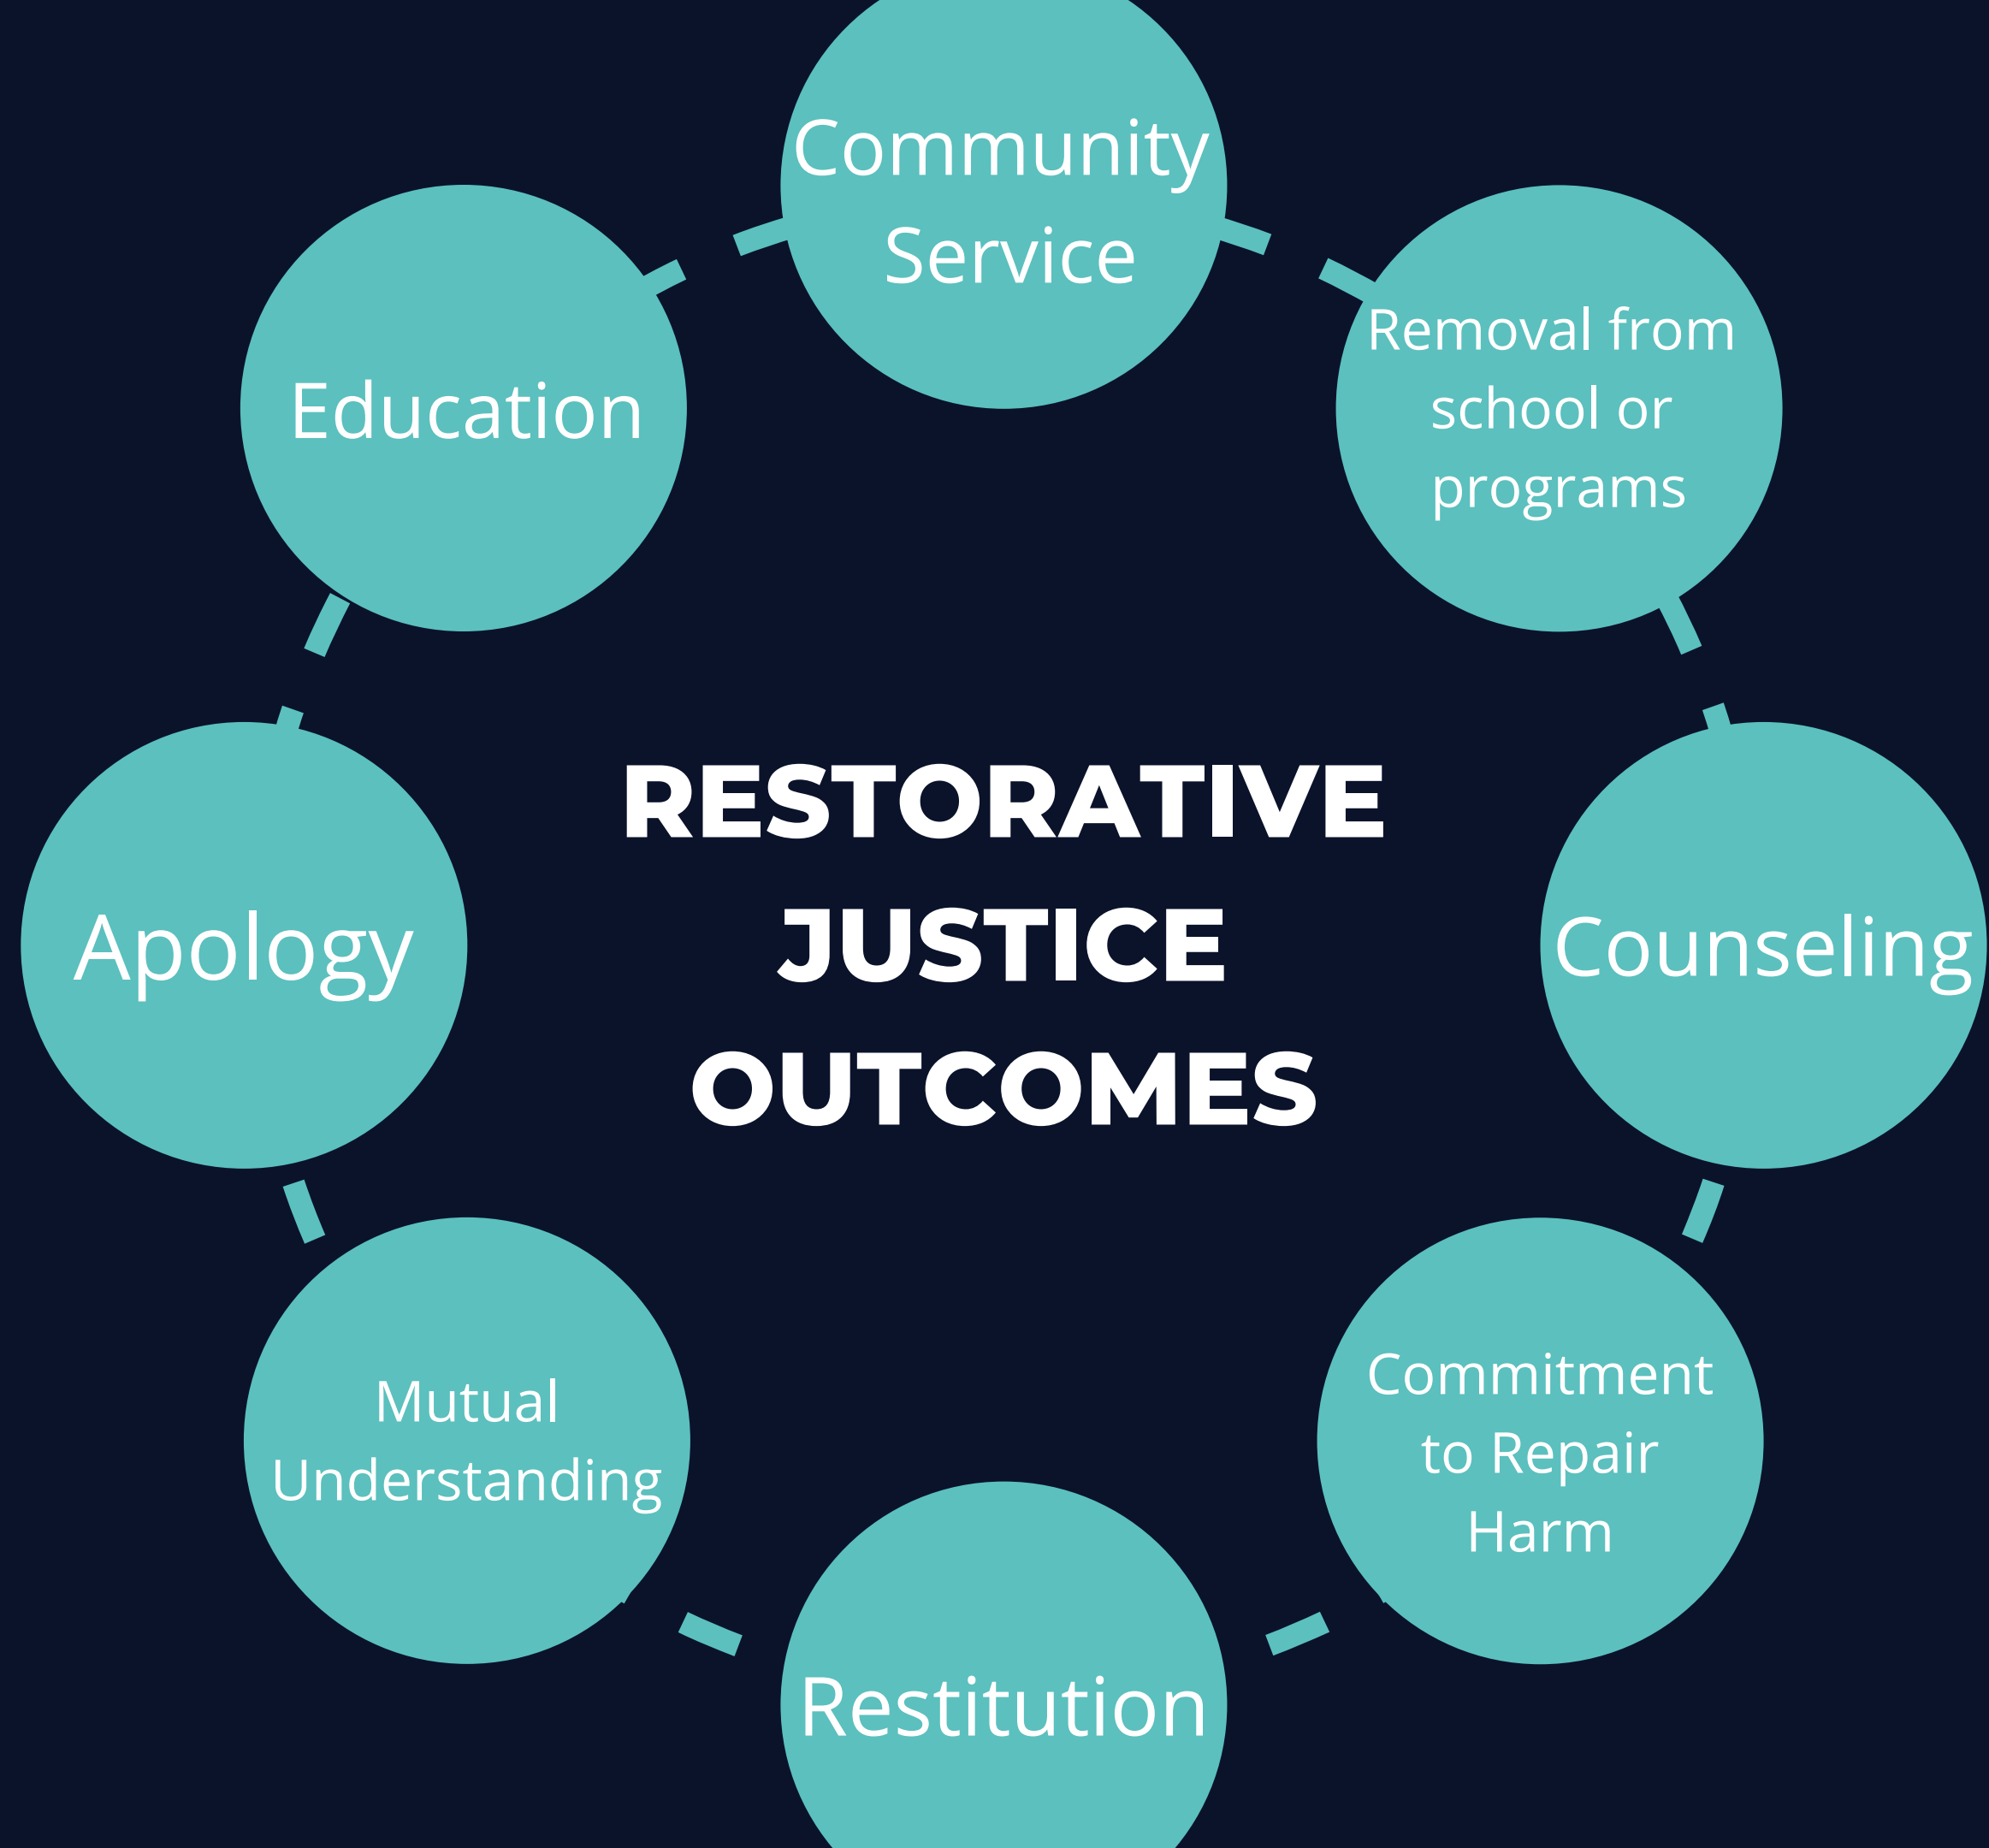 Community
Service
Removal from
school or
programs
Counseling
Commitment
to Repair
Harm
Restitution
Mutual
Understanding
Apology
Education
RESTORATIVE
JUSTICE
OUTCOMES